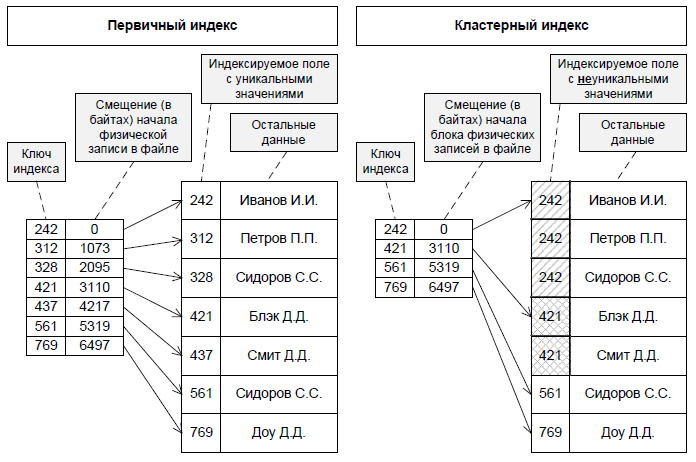 Первичный индекс
Индексируемое поле
с уникальными
значениями
Смещение (в
байтах) начала
физической
записи в файле
Остальные
данные
Ключ
индекса
242 0
312 1073
328 2095
421 3110
437 4217
561 5319
769 6497
242 Иванов И.И.
312 Петров П.П.
328 Сидоров С.С.
421 Блэк Д.Д.
437 Смит Д.Д.
561 Сидоров С.С.
769 Доу Д.Д.
Кластерный индекс
Индексируемое поле
с неуникальными
значениями
Смещение (в
байтах) начала
блока физических
записей в файле
Остальные
данные
Ключ
индекса
242 0
421 3110
561 5319
769 6497
242 Иванов И.И.
242 Петров П.П.
242 Сидоров С.С.
421 Блэк Д.Д.
421 Смит Д.Д.
561 Сидоров С.С.
769 Доу Д.Д.